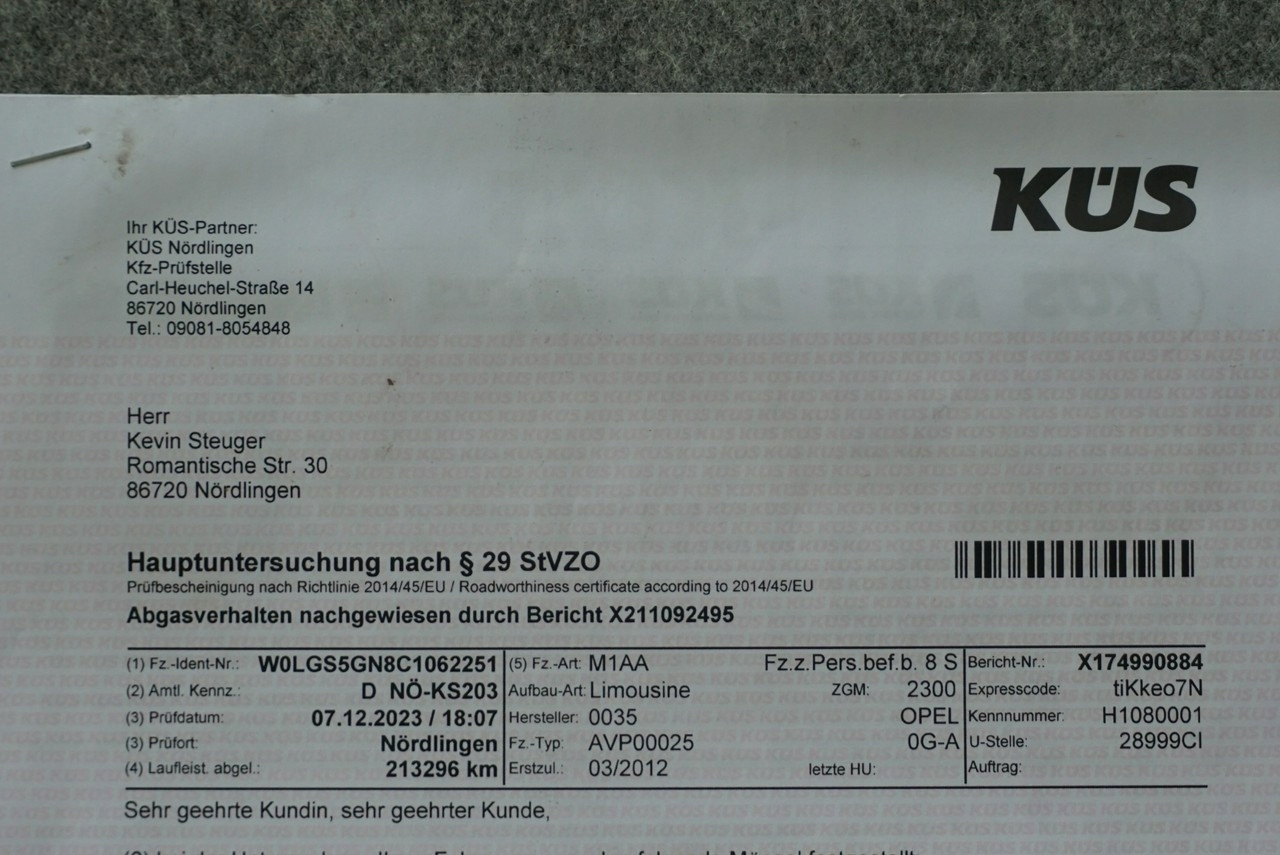 KÜS
Ihr KÜS-Partner:
KÜS Nördlingen
Kfz-Prüfstelle
Carl-Heuchel-Straße 14
86720 Nördlingen
Tel.: 09081-8054848
Herr
Kevin Steuger
Romantische Str. 30
86720 Nördlingen
Hauptuntersuchung nach § 29 StVZO
Prüfbescheinigung nach Richtlinie 2014/45/EU / Roadworthiness certificate according to 2014/45/EU
Abgasverhalten nachgewiesen durch Bericht X211092495
(1) Fz.-Ident-Nr.: W0LGS5GN8C1062251 (5) Fz.-Art: M1AA Fz.z.Pers.bef.b. 8 S Bericht-Nr.: X174990884
(2) Amtl. Kennz.: D NÖ-KS203 Aufbau-Art: Limousine ZGM: 2300 Expresscode: tiKkeo7N
(3) Prüfdatum: 07.12.2023 / 18:07 Hersteller: 0035 OPEL Kennnummer: H1080001
(3) Prüfort: Nördlingen Fz.-Typ: AVP00025 0G-A U-Stelle: 28999CI
(4) Laufleist. abgel.: 213296 km Erstzul.: 03/2012 letzte HU: Auftrag:
Sehr geehrte Kundin, sehr geehrter Kunde,